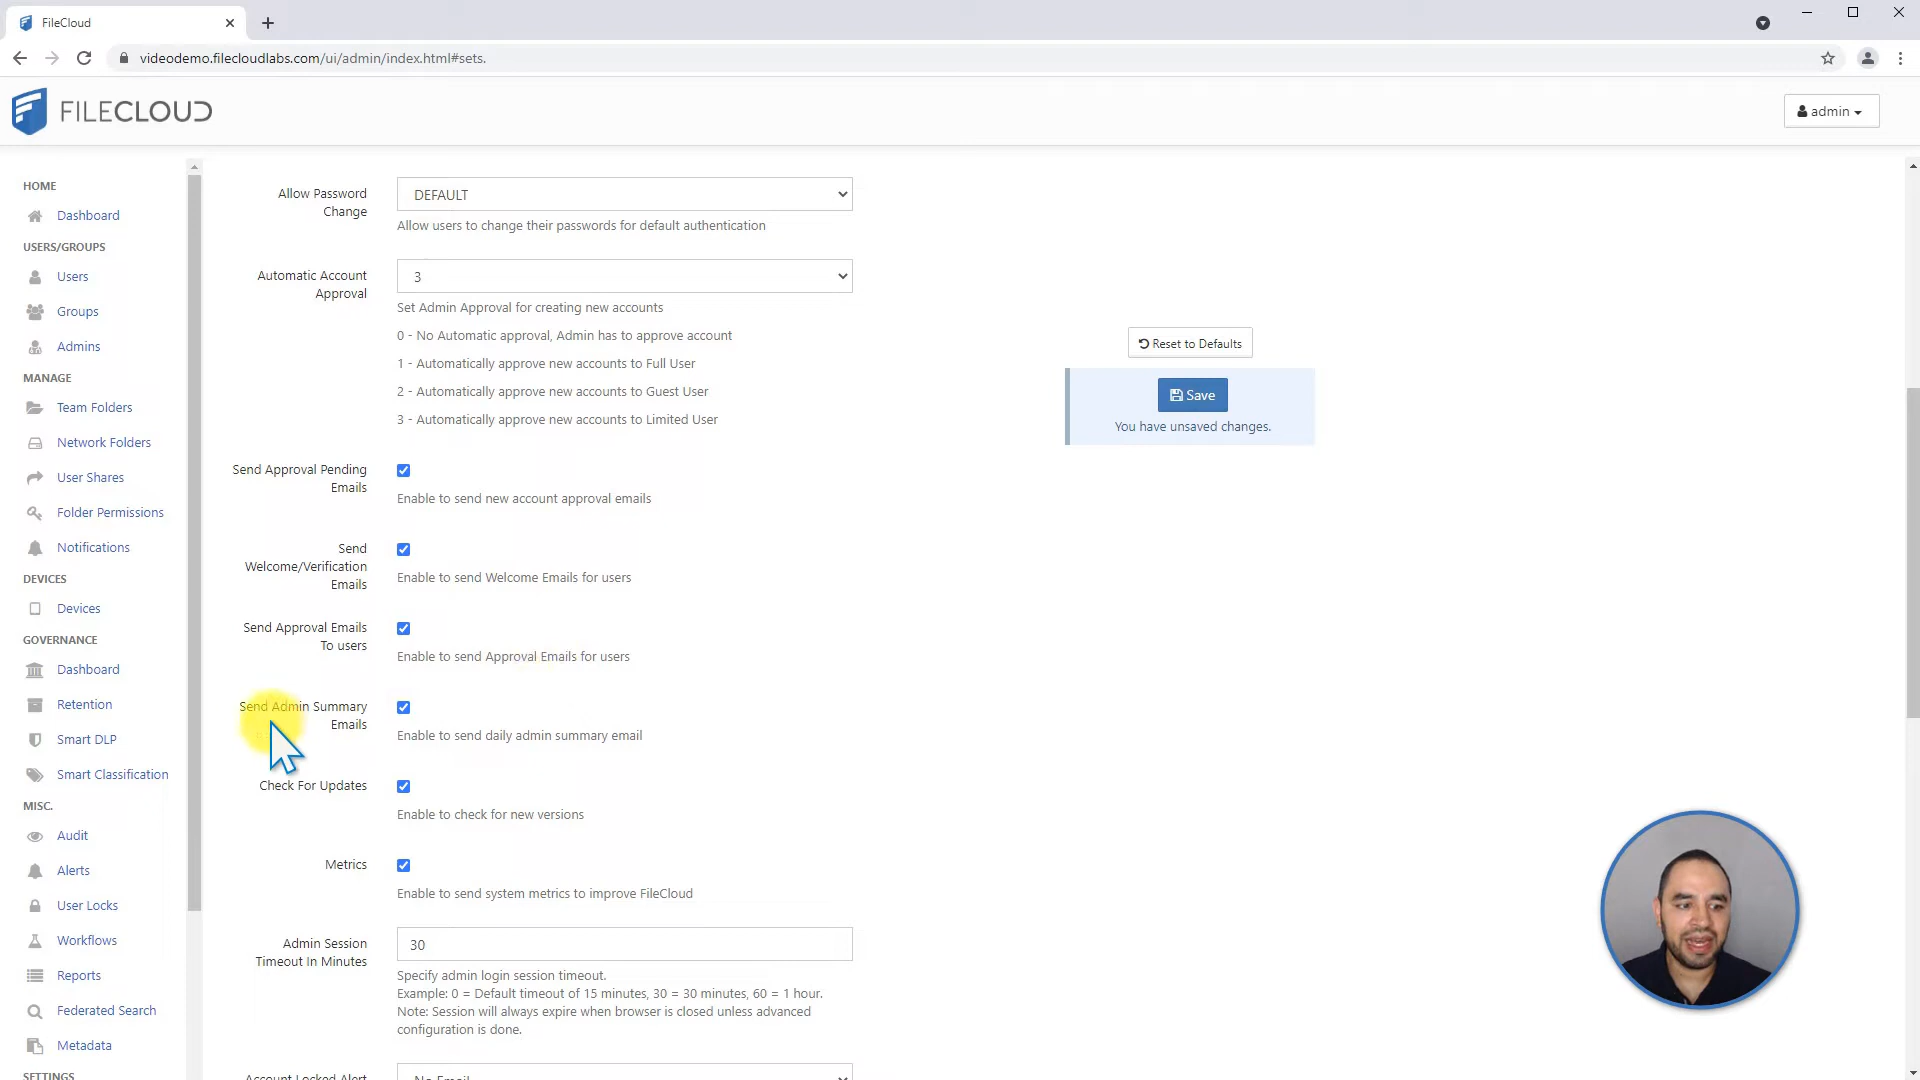 FileCloud
videodemo.filecloudlabs.com/ui/admin/index.html#sets.
FILECLOUD
admin
HOME
Dashboard
USERS/GROUPS
Users
Groups
Admins
MANAGE
Team Folders
Network Folders
User Shares
Folder Permissions
Notifications
DEVICES
Devices
GOVERNANCE
Dashboard
Retention
Smart DLP
Smart Classification
MISC.
Audit
Alerts
User Locks
Workflows
Reports
Federated Search
Metadata
SETTINGS
Allow Password
Change
DEFAULT
Allow users to change their passwords for default authentication
Automatic Account
Approval
3
Set Admin Approval for creating new accounts
0 - No Automatic approval, Admin has to approve account
1 - Automatically approve new accounts to Full User
2 - Automatically approve new accounts to Guest User
3 - Automatically approve new accounts to Limited User
Send Approval Pending
Emails
Enable to send new account approval emails
Send
Welcome/Verification
Emails
Enable to send Welcome Emails for users
Send Approval Emails
To users
Enable to send Approval Emails for users
Send Admin Summary
Emails
Enable to send daily admin summary email
Check For Updates
Enable to check for new versions
Metrics
Enable to send system metrics to improve FileCloud
Admin Session
Timeout In Minutes
30
Specify admin login session timeout.
Example: 0 = Default timeout of 15 minutes, 30 = 30 minutes, 60 = 1 hour.
Note: Session will always expire when browser is closed unless advanced
configuration is done.
Account Locked Alert
No Email
Reset to Defaults
Save
You have unsaved changes.